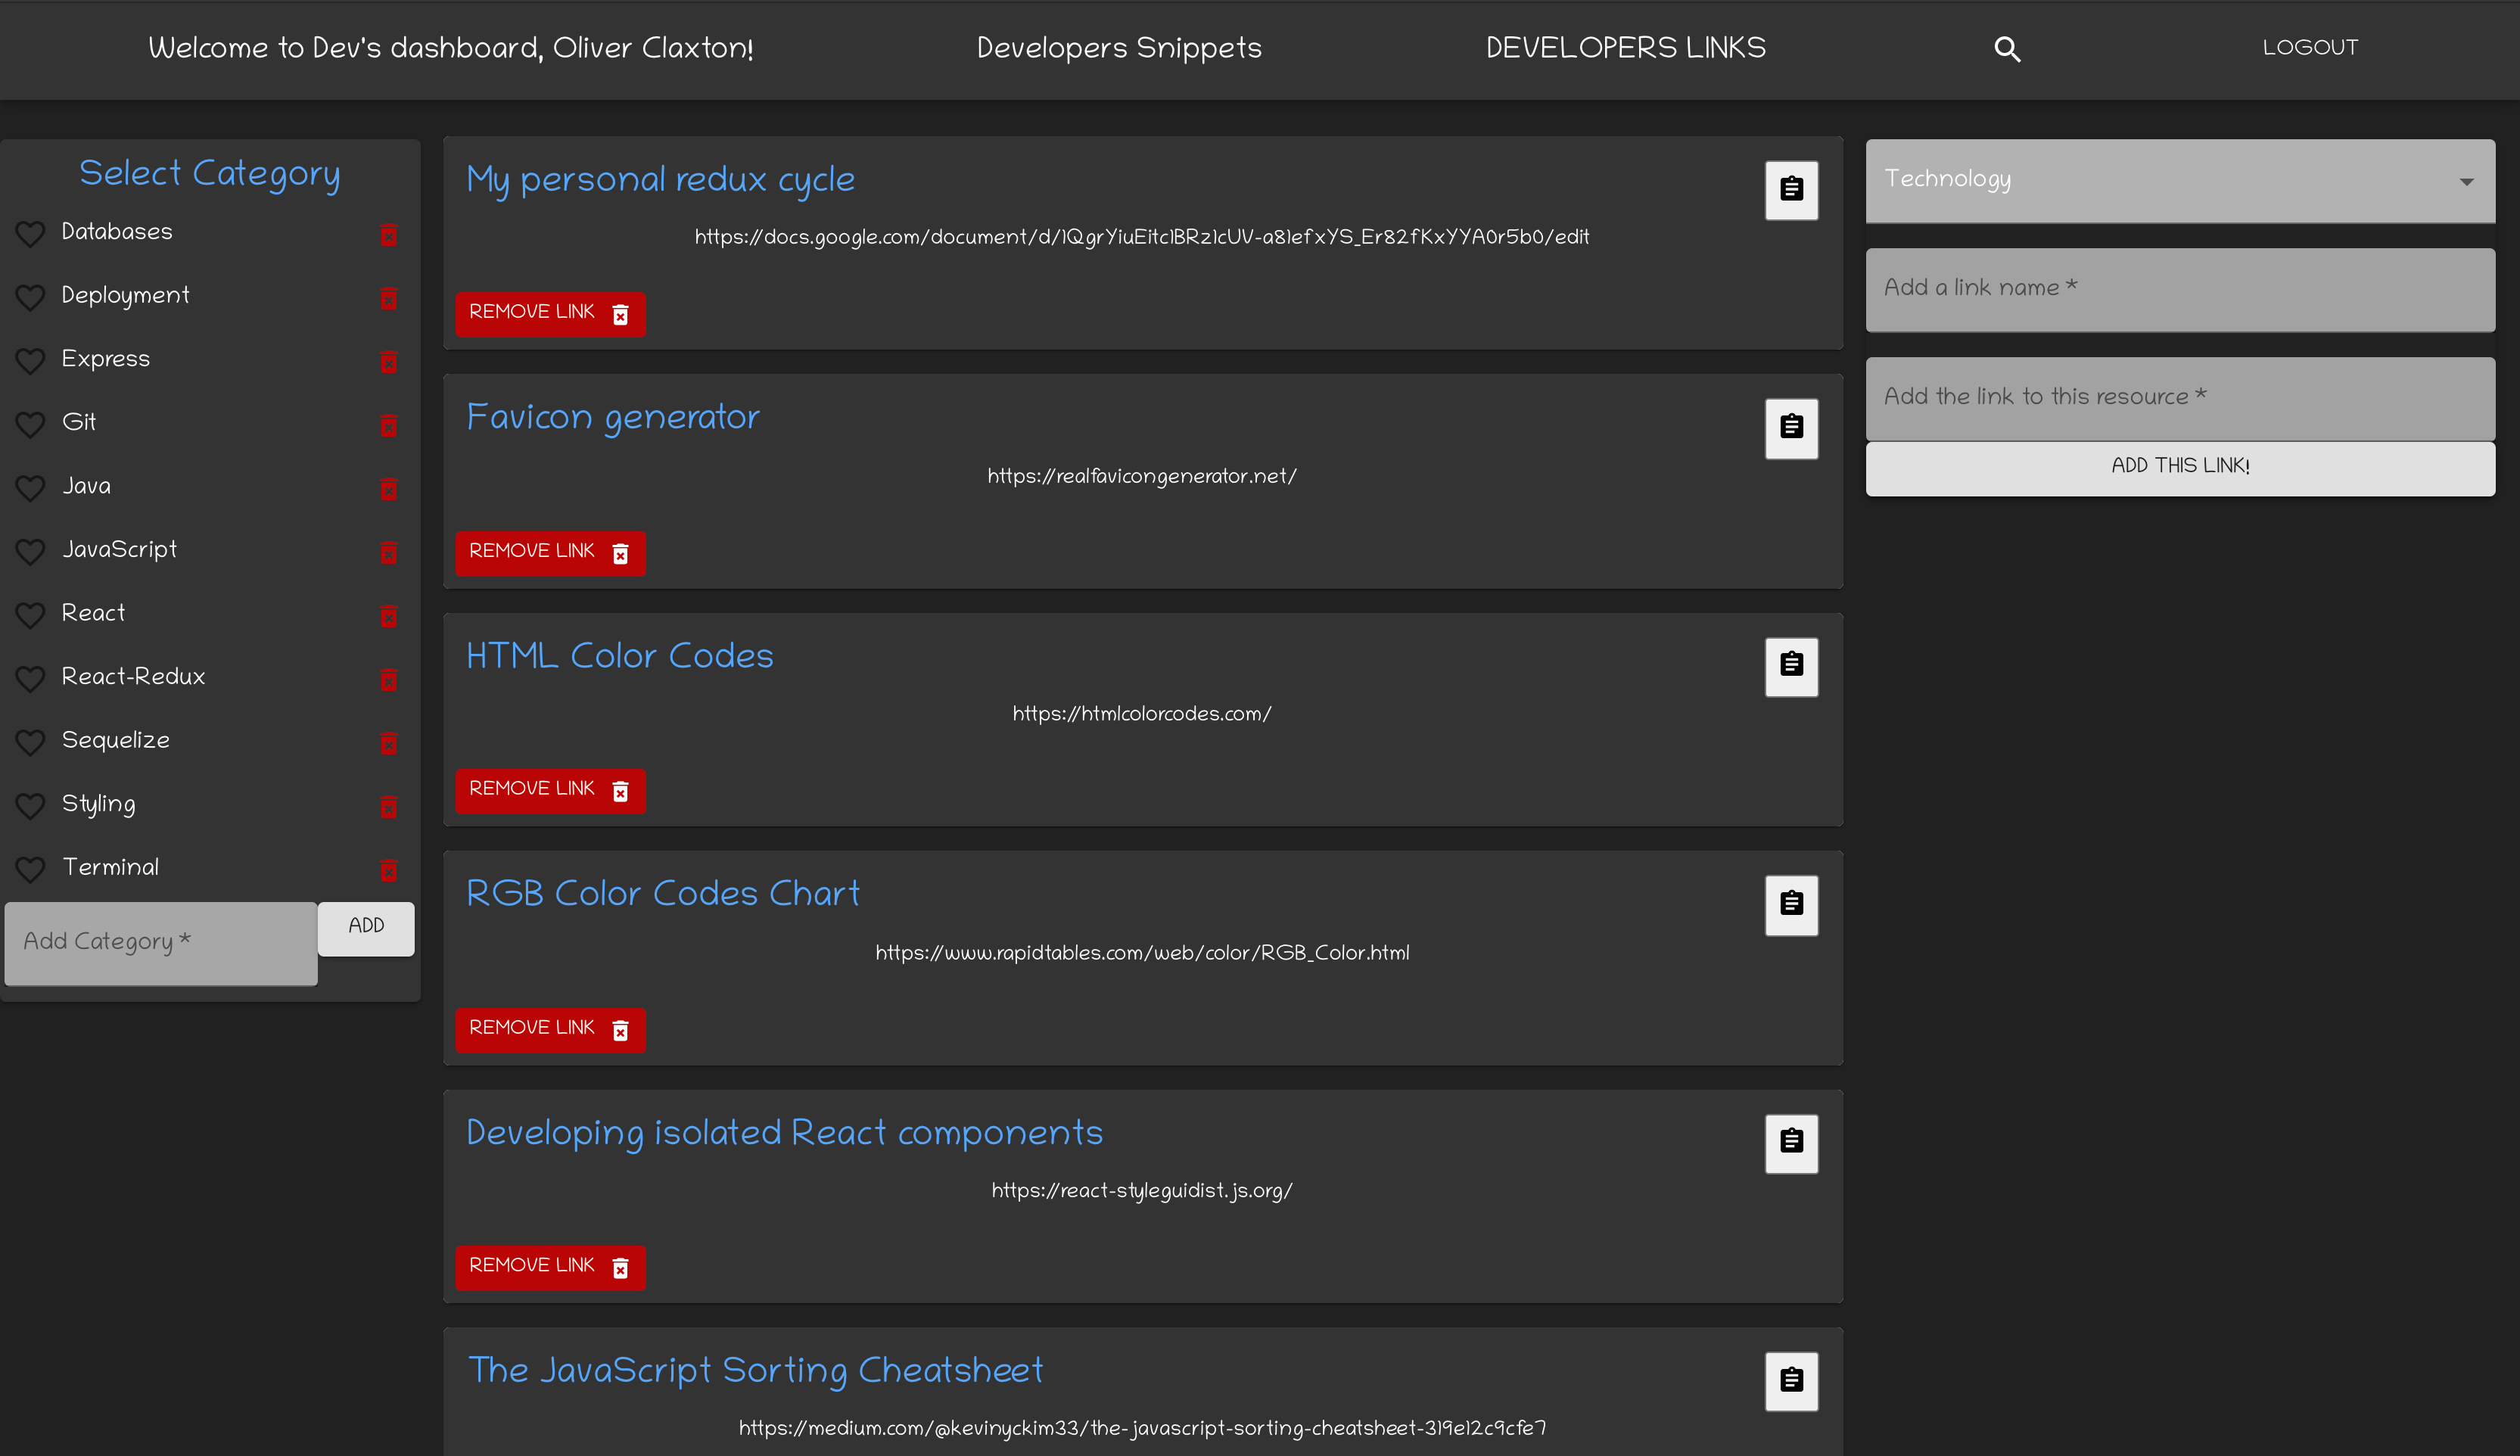 Welcome to Dev's dashboard, Oliver Claxton!
Developers Snippets
DEVELOPERS LINKS
LOGOUT
Select Category
Databases
Deployment
Express
Git
Java
JavaScript
React
React-Redux
Sequelize
Styling
Terminal
Add Category *
ADD
My personal redux cycle
https://docs.google.com/document/d/1QgrYiuEitc1BRz1cUV-a81efxYS_Er82fKxYYA0r5b0/edit
REMOVE LINK
Favicon generator
https://realfavicongenerator.net/
REMOVE LINK
HTML Color Codes
https://htmlcolorcodes.com/
REMOVE LINK
RGB Color Codes Chart
https://www.rapidtables.com/web/color/RGB_Color.html
REMOVE LINK
Developing isolated React components
https://react-styleguidist.js.org/
REMOVE LINK
The JavaScript Sorting Cheatsheet
https://medium.com/@kevinyckim33/the-javascript-sorting-cheatsheet-319e12c9cfe7
Technology
Add a link name *
Add the link to this resource *
ADD THIS LINK!